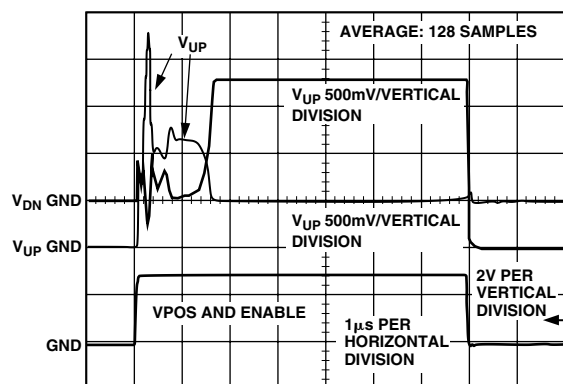 AVERAGE: 128 SAMPLES
VUP
VUP 500mV/VERTICAL
DIVISION
VDN GND
VUP GND
VUP 500mV/VERTICAL
DIVISION
2V PER
VERTICAL
DIVISION
VPOS AND ENABLE
1μs PER
HORIZONTAL
DIVISION
GND